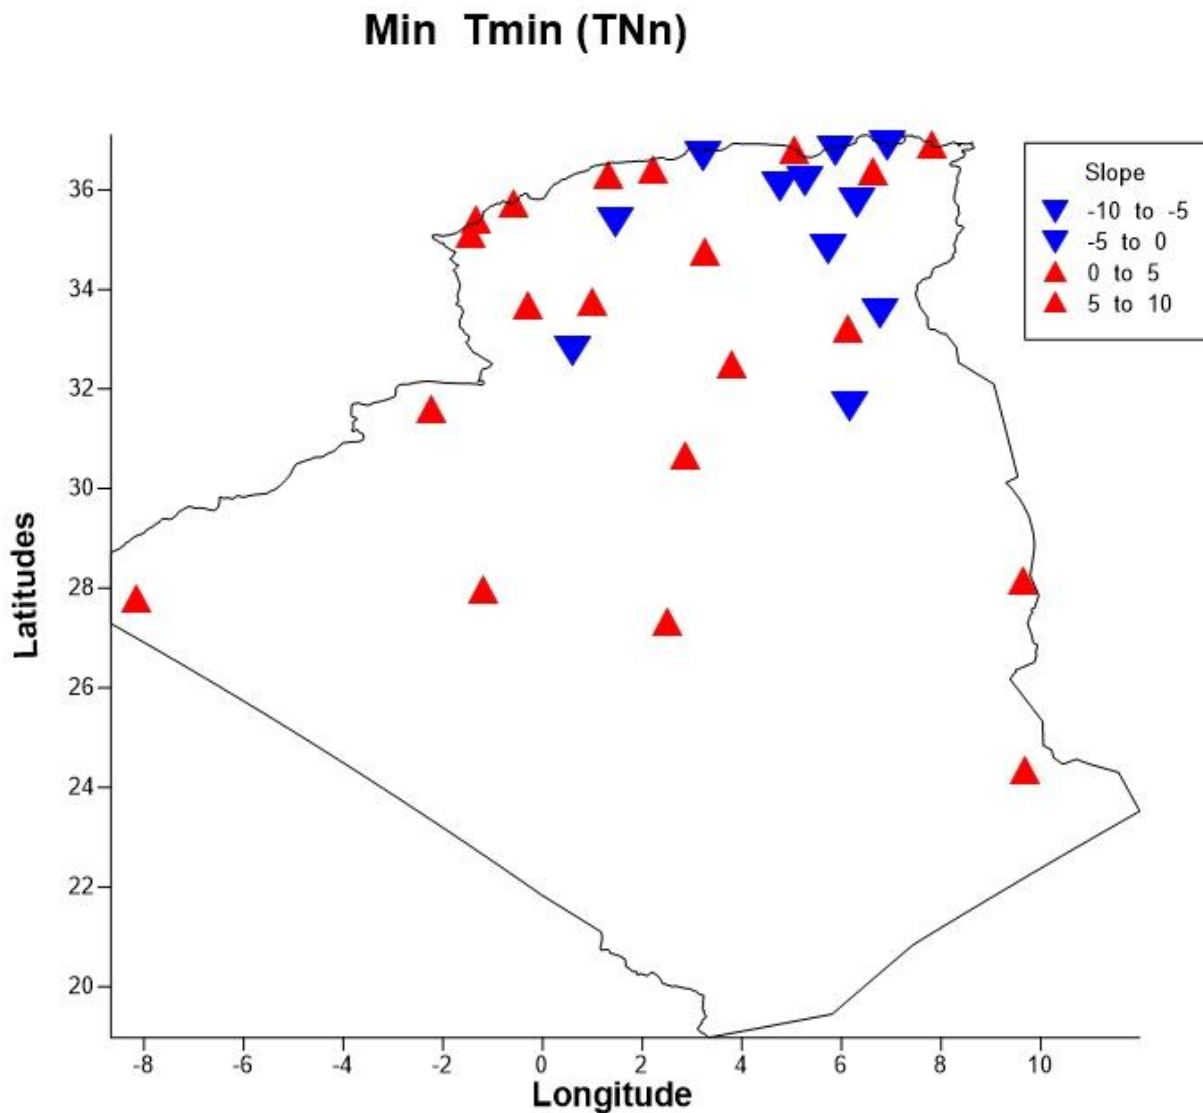 Min Tmin (TNn)
Slope
-10 to -5
-5 to 0
0 to 5
5 to 10
36
34
32
30
28
26
24
22
20
Latitudes
-8 -6 -4 -2 0 2 4 6 8 10
Longitude